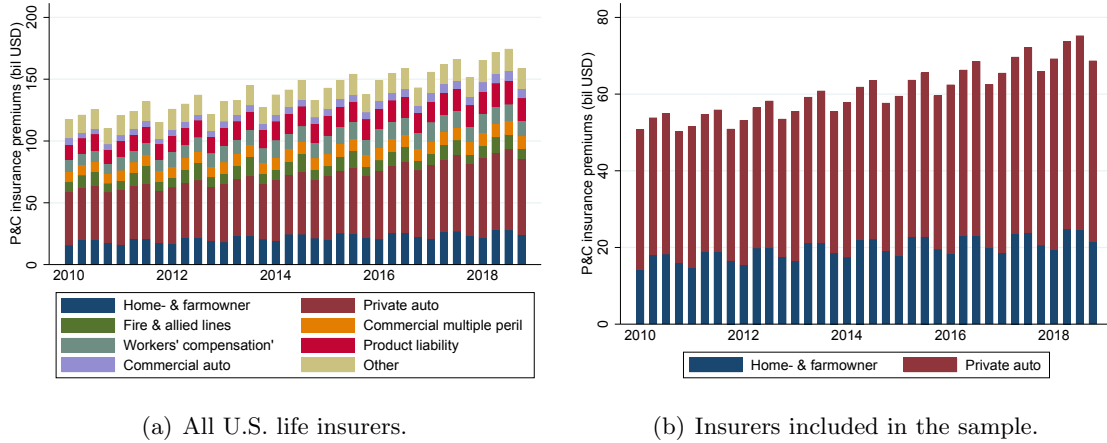 P&C insurance premiums (bil USD)
200
150
100
50
0
2010 2012 2014 2016 2018
Home- & farmowner Private auto
Fire & allied lines Commercial multiple peril
Workers' compensation' Product liability
Commercial auto Other
(a) All U.S. life insurers.
P&C insurance premiums (bil USD)
80
60
40
20
0
2010 2012 2014 2016 2018
Home- & farmowner Private auto
(b) Insurers included in the sample.